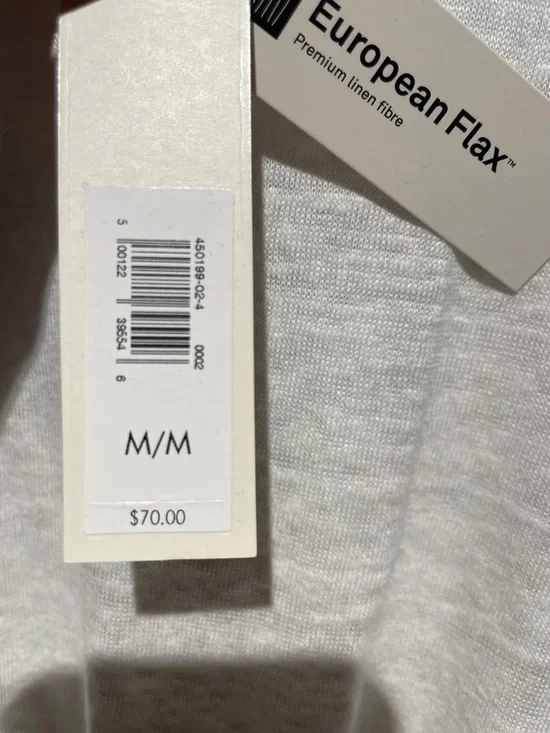 European Flax™
Premium linen fibre
450199-02-4 0002
5 00122 39554 6
M/M
$70.00